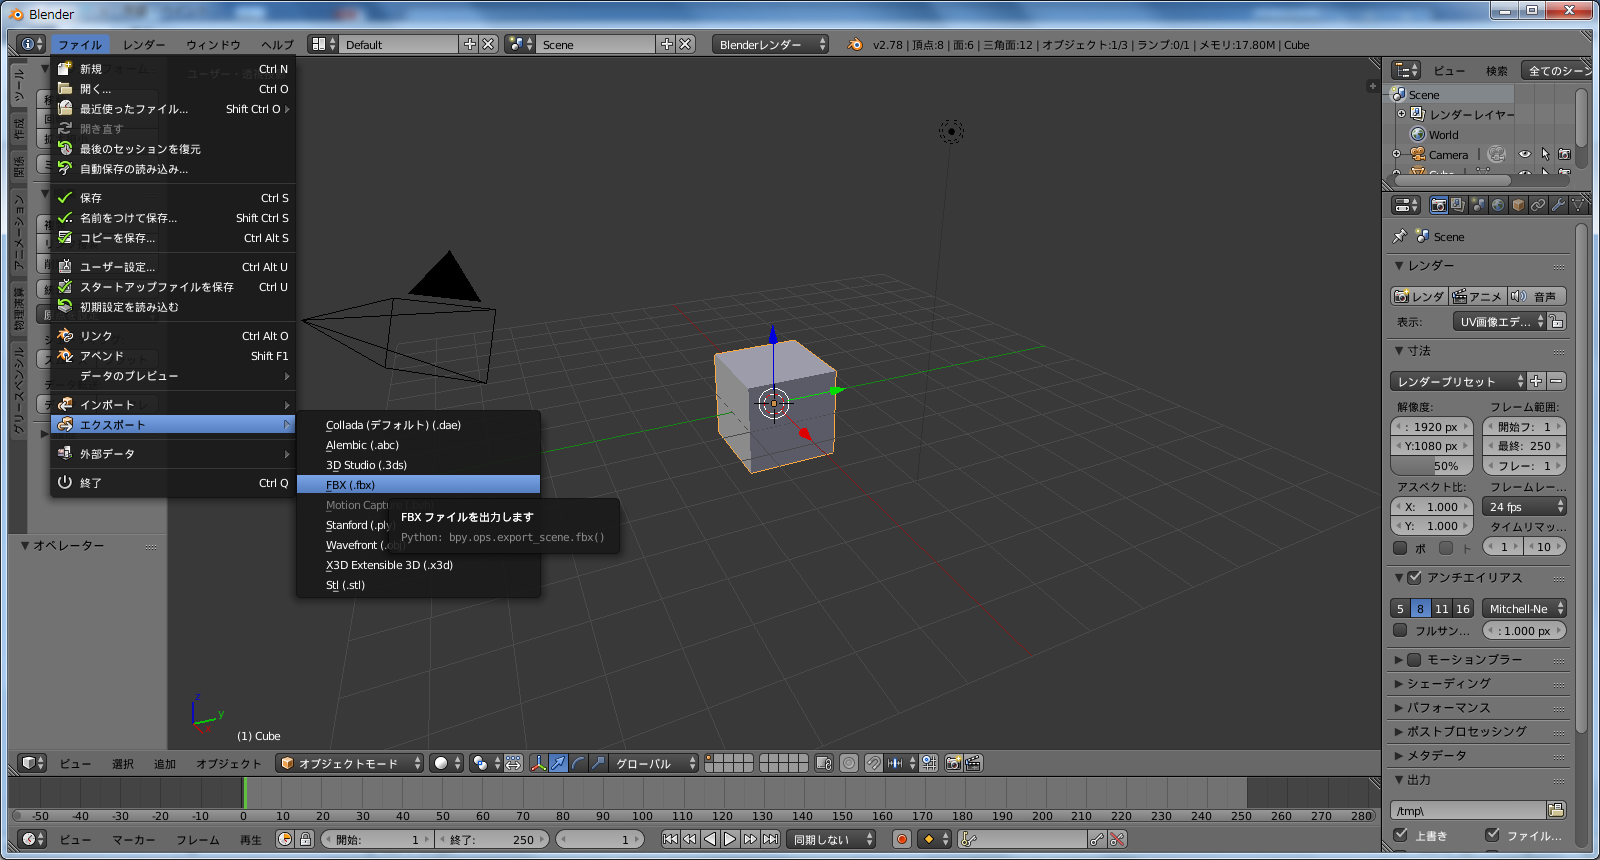 Blender
ファイル レンダー ウィンドウ ヘルプ Default Scene Blenderレンダー v2.78 | 頂点:8 | 面:6 | 三角面:12 | オブジェクト:1/3 | ランプ:0/1 | メモリ:17.80M | Cube
新規 Ctrl N
開く... Ctrl O
最近使ったファイル... Shift Ctrl O
開き直す
最後のセッションを復元
自動保存の読み込み...
保存 Ctrl S
名前をつけて保存... Shift Ctrl S
コピーを保存... Ctrl Alt S
ユーザー設定... Ctrl Alt U
スタートアップファイルを保存 Ctrl U
初期設定を読み込む
リンク Ctrl Alt O
アペンド Shift F1
データのプレビュー
インポート
エクスポート
外部データ
終了 Ctrl Q
Collada (デフォルト) (.dae)
Alembic (.abc)
3D Studio (.3ds)
FBX (.fbx)
Motion Captu
Stanford (.ply
Wavefront (.obj)
X3D Extensible 3D (.x3d)
Stl (.stl)
FBX ファイルを出力します
Python: bpy.ops.export_scene.fbx()
ツール
作成
関係
アニメーション
物理演算
グリースペンシル
オペレーター
z
y
(1) Cube
ビュー 選択 追加 オブジェクト オブジェクトモード グローバル
-50 -40 -30 -20 -10 0 10 20 30 40 50 60 70 80 90 100 110 120 130 140 150 160 170 180 190 200 210 220 230 240 250 260 270 280
ビュー マーカー フレーム 再生 開始: 1 終了: 250 1 同期しない
ビュー 検索 全てのシーン
Scene
レンダーレイヤー
World
Camera
Scene
レンダー
レンダ アニメ 音声
表示: UV画像エデ...
寸法
レンダープリセット
解像度: フレーム範囲:
: 1920 px 開始フ: 1
Y:1080 px 最終: 250
50% フレー: 1
アスペクト比: フレームレー...
X: 1.000 24 fps
Y: 1.000 タイムリマッ...
ボ ト 1 10
アンチエイリアス
5 8 11 16 Mitchell-Ne
フルサン... : 1.000 px
モーションブラー
シェーディング
パフォーマンス
ポストプロセッシング
メタデータ
出力
/tmp\
上書き ファイル...